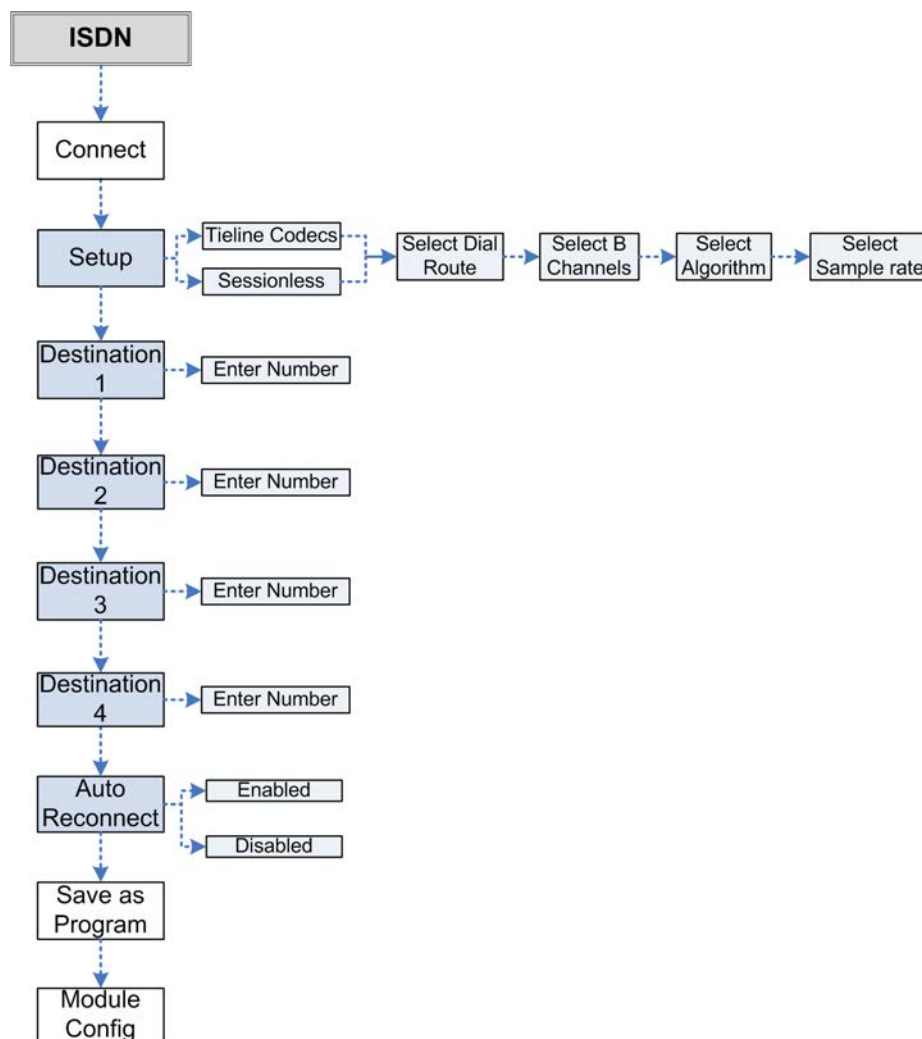 ISDN
Connect
Setup
Tieline Codecs
Sessionless
Select Dial
Route
Select B
Channels
Select
Algorithm
Select
Sample rate
Destination
1
Enter Number
Destination
2
Enter Number
Destination
3
Enter Number
Destination
4
Enter Number
Auto
Reconnect
Enabled
Disabled
Save as
Program
Module
Config